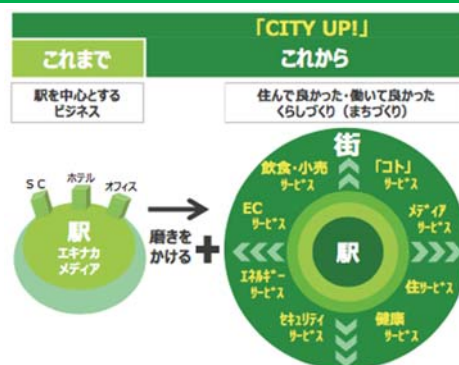 「CITY UP!」
これまで
これから
駅を中心とする
ビジネス
住んで良かった・働いて良かった
くらしづくり（まちづくり）
SC
ホテル
オフィス
駅
エキナカ
メディア
磨きを
かける
+
街
飲食・小売
サービス
「コト」
サービス
EC
サービス
メディア
サービス
駅
エネルギー
サービス
住サービス
セキュリティ
サービス
健康
サービス